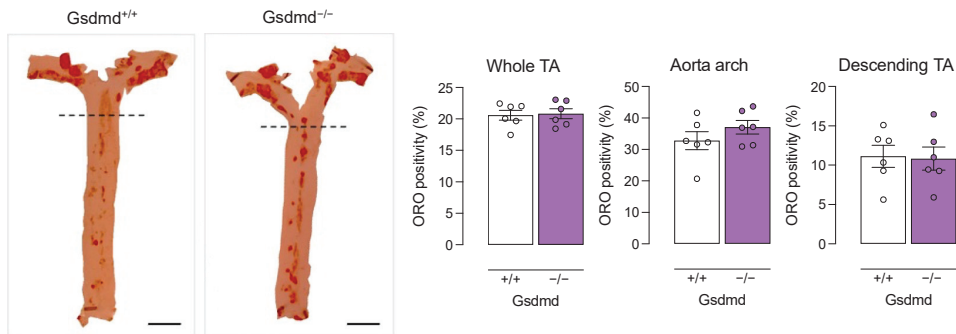 Gsdmd+/+
Gsdmd−/−
Whole TA
ORO positivity (%)
25
20
15
10
5
0
+/+ −/−
Gsdmd
Aorta arch
ORO positivity (%)
50
40
30
20
10
0
+/+ −/−
Gsdmd
Descending TA
ORO positivity (%)
20
15
10
5
0
+/+ −/−
Gsdmd